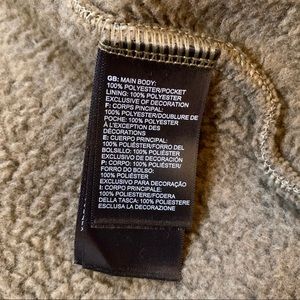 GB: MAIN BODY:
100% POLYESTER/POCKET
LINING: 100% POLYESTER
EXCLUSIVE OF DECORATION
F: CORPS PINCIPAL:
100% POLYESTER/DOUBLURE DE
POCHE: 100% POLYESTER
À L'EXCEPTION DES
DÉCORATIONS
E: CUERPO PRINCIPAL:
100% POLIÉSTER/FORRO DEL
BOLSILLO: 100% POLIÉSTER
EXCLUSIVO DE DECORACIÓN
P: CORPO: 100% POLIÉSTER/
FORRO DO BOLSO:
100% POLIÉSTER
EXCLUSIVO PARA DECORAÇÃO
I: CORPO PRINCIPALE:
100% POLIESTERE/FODERA
DELLA TASCA: 100% POLIESTERE
ESCLUSA LA DECORAZIONE